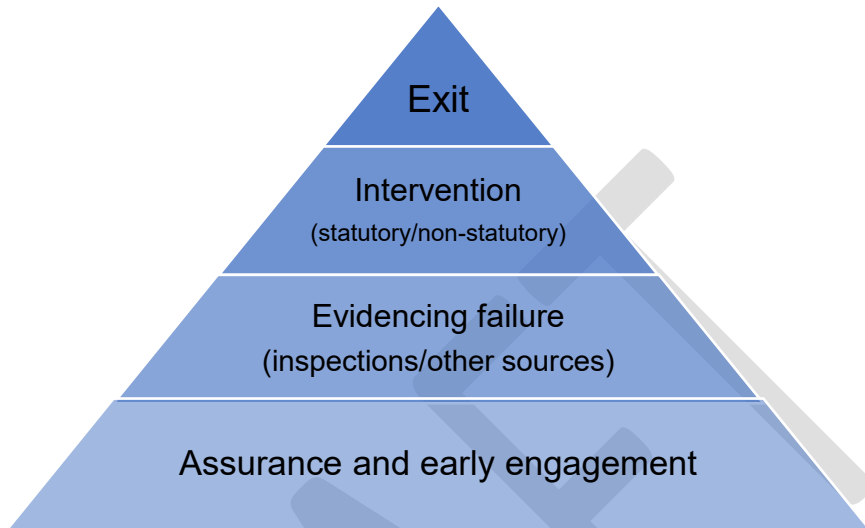 Exit
Intervention
(statutory/non-statutory)
Evidencing failure
(inspections/other sources)
Assurance and early engagement